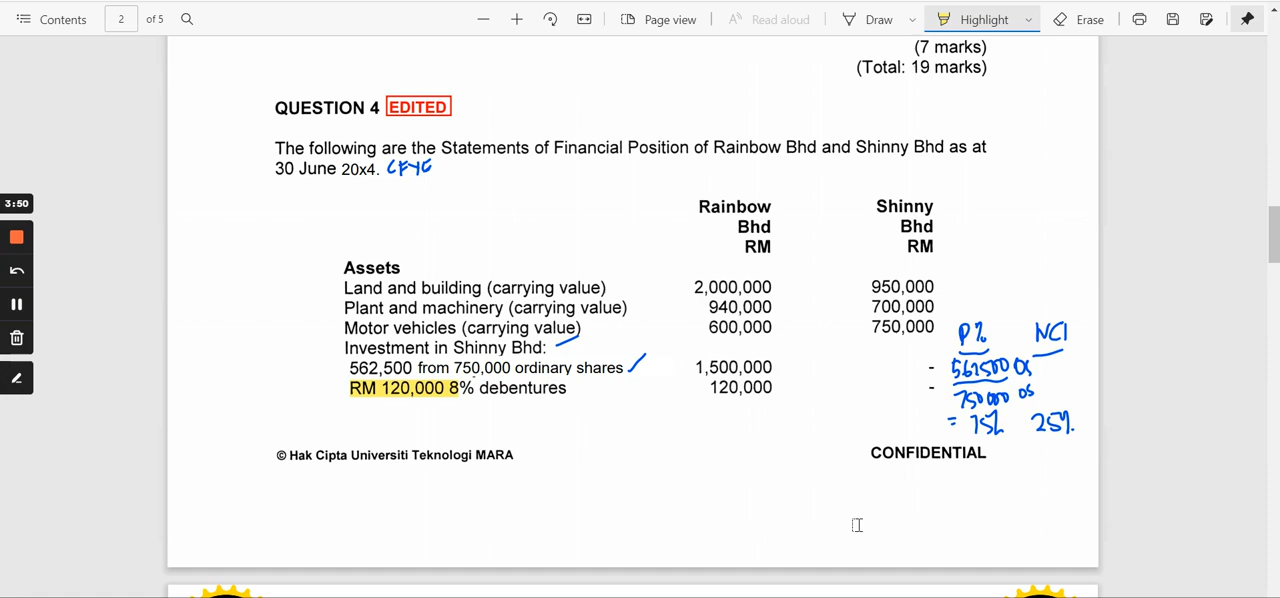 Contents 2 of 5 Page view Read aloud Draw Highlight Erase
(7 marks)
(Total: 19 marks)
QUESTION 4 EDITED
The following are the Statements of Financial Position of Rainbow Bhd and Shinny Bhd as at
30 June 20x4. CFYE
3:50
Rainbow Shinny
Bhd Bhd
RM RM
Assets
Land and building (carrying value) 2,000,000 950,000
Plant and machinery (carrying value) 940,000 700,000
Motor vehicles (carrying value) 600,000 750,000
P% NCI
Investment in Shinny Bhd:
562,500 from 750,000 ordinary shares 1,500,000 - 562500 OS
RM 120,000 8% debentures 120,000 - 750000 OS
= 75% 25%
© Hak Cipta Universiti Teknologi MARA CONFIDENTIAL